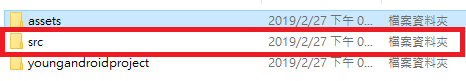 assets 2019/2/27 下午 0... 檔案資料夾
src 2019/2/27 下午 0... 檔案資料夾
youngandroidproject 2019/2/27 下午 0... 檔案資料夾